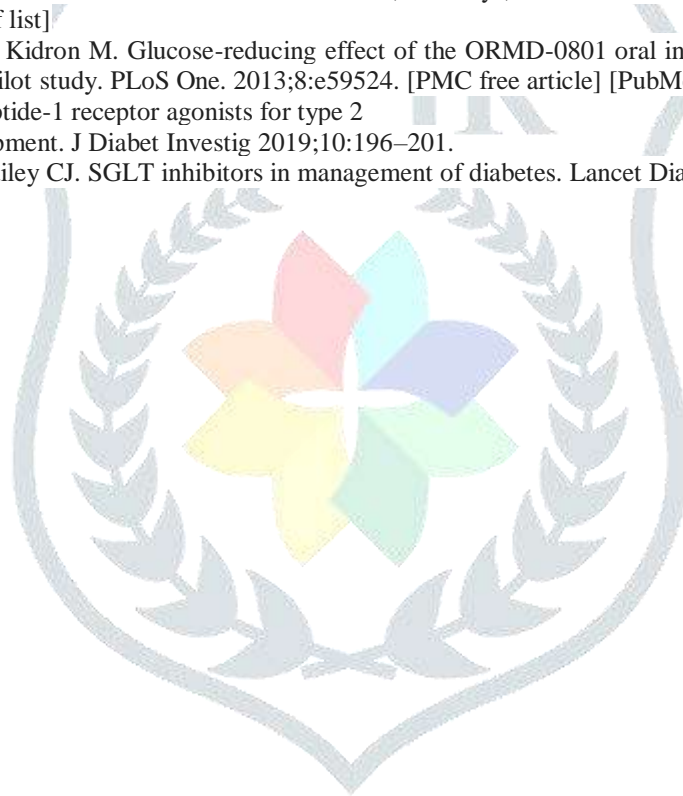 f list]
Kidron M. Glucose-reducing effect of the ORMD-0801 oral in
ilot study. PLoS One. 2013;8:e59524. [PMC free article] [PubM
tide-1 receptor agonists for type 2
pment. J Diabet Investig 2019;10:196–201.
iley CJ. SGLT inhibitors in management of diabetes. Lancet Dia